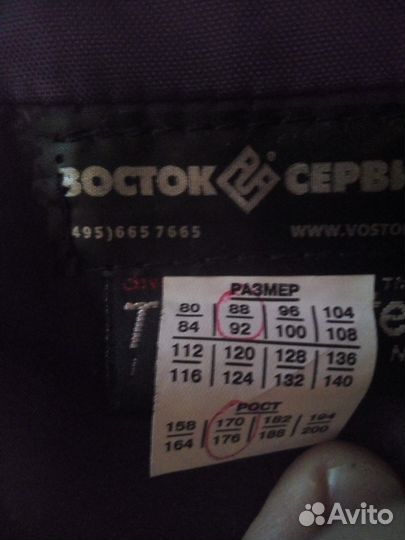 ВОСТОК СЕРВИ
495)665 7665 WWW.VOSTO
РАЗМЕР
80 88 96 104
84 92 100 108
112 120 128 136
116 124 132 140
РОСТ
158 170 182 194
164 176 188 200
Avito